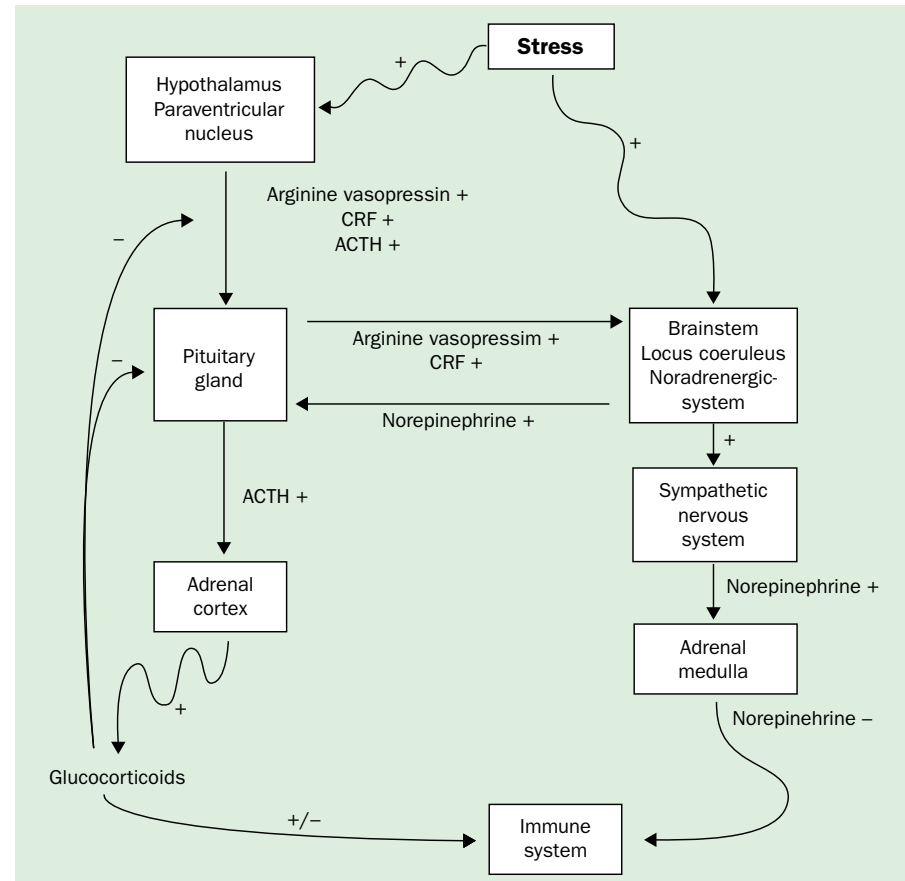 Stress
+
Hypothalamus
Paraventricular
nucleus
+
Arginine vasopressin +
CRF +
ACTH +
–
Pituitary
gland
–
Arginine vasopressim +
CRF +
Norepinephrine +
Brainstem
Locus coeruleus
Noradrenergic-
system
+
ACTH +
Sympathetic
nervous
system
Adrenal
cortex
Norepinephrine +
Adrenal
medulla
+
Norepinehrine –
Glucocorticoids
+/–
Immune
system